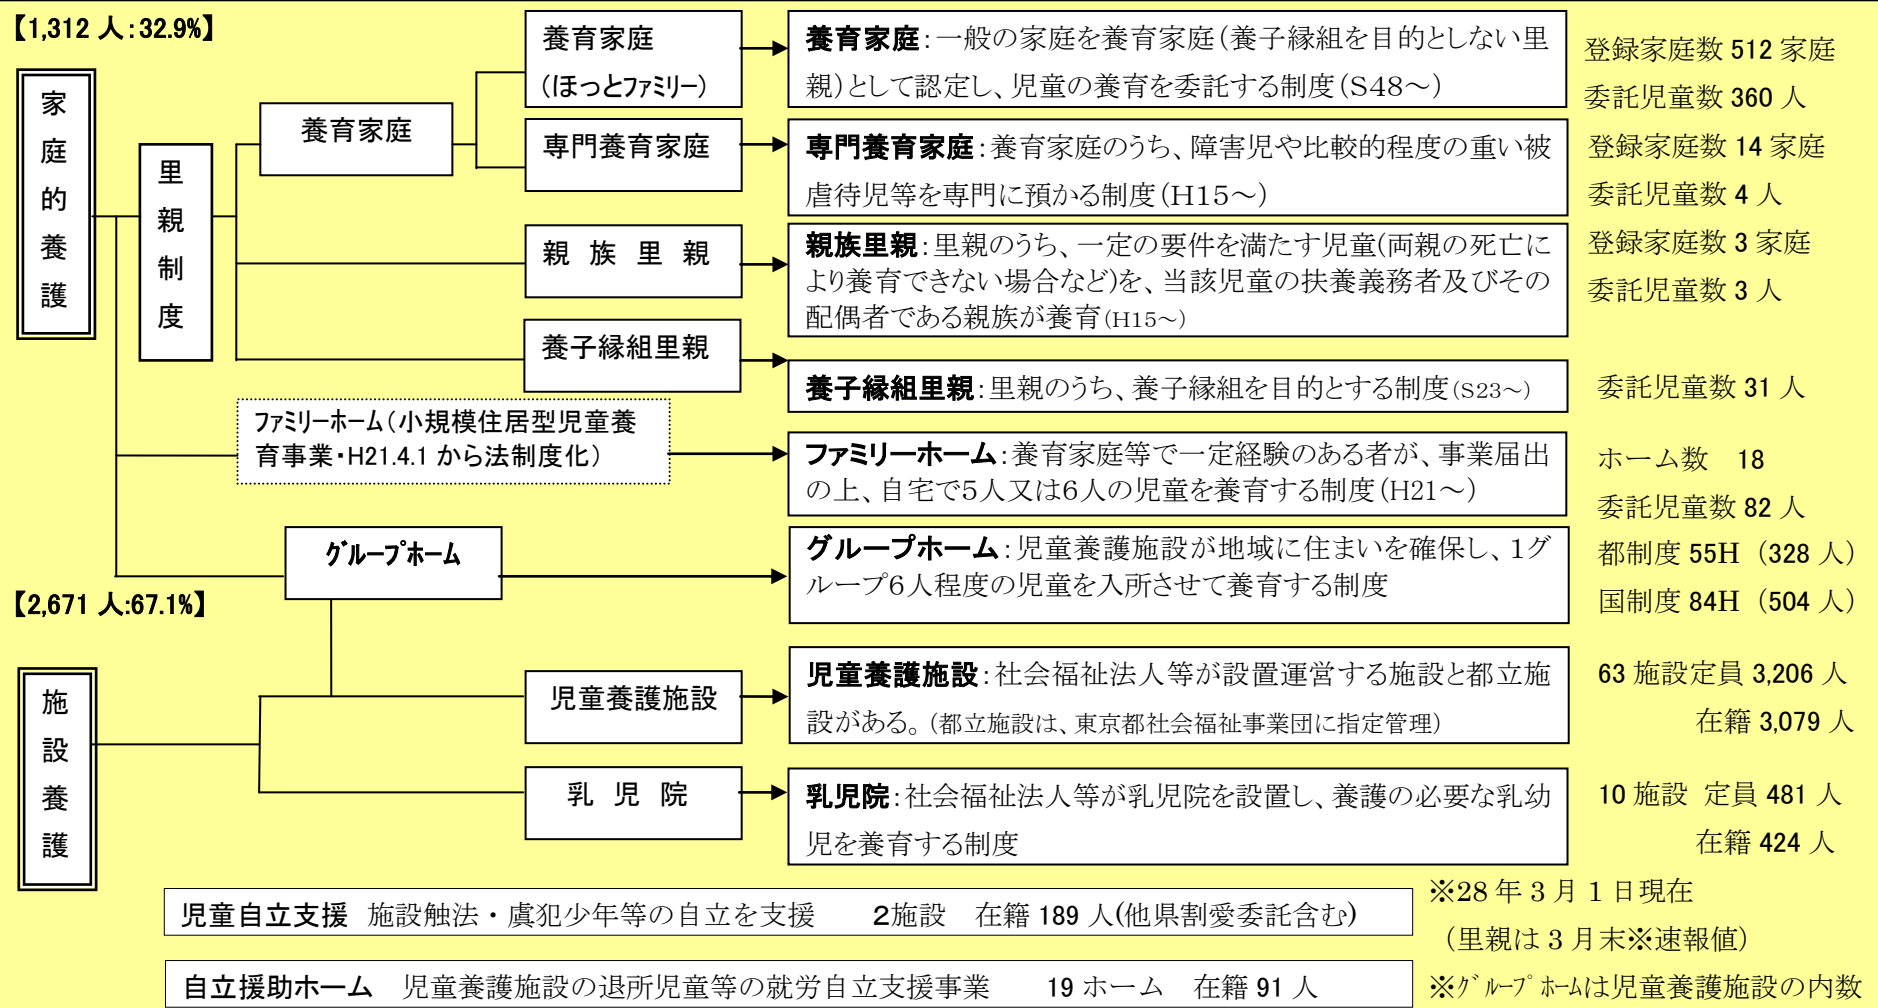 【1,312 人:32.9%】
家庭的養護
里親制度
養育家庭
養育家庭
(ほっとファミリー)
専門養育家庭
親 族 里 親
養子縁組里親
養育家庭:一般の家庭を養育家庭(養子縁組を目的としない里
親)として認定し、児童の養育を委託する制度(S48~)
登録家庭数 512 家庭
委託児童数 360 人
専門養育家庭:養育家庭のうち、障害児や比較的程度の重い被
虐待児等を専門に預かる制度(H15~)
登録家庭数 14 家庭
委託児童数 4 人
親族里親:里親のうち、一定の要件を満たす児童(両親の死亡に
より養育できない場合など)を、当該児童の扶養義務者及びその
配偶者である親族が養育(H15~)
登録家庭数 3 家庭
委託児童数 3 人
養子縁組里親:里親のうち、養子縁組を目的とする制度(S23~)
委託児童数 31 人
ファミリーホーム(小規模住居型児童養
育事業・H21.4.1 から法制度化)
ファミリーホーム:養育家庭等で一定経験のある者が、事業届出
の上、自宅で5人又は6人の児童を養育する制度(H21~)
ホーム数 18
委託児童数 82 人
グループホーム
グループホーム:児童養護施設が地域に住まいを確保し、1グ
ループ6人程度の児童を入所させて養育する制度
都制度 55H (328 人)
国制度 84H (504 人)
【2,671 人:67.1%】
施設養護
児童養護施設
児童養護施設:社会福祉法人等が設置運営する施設と都立施
設がある。(都立施設は、東京都社会福祉事業団に指定管理)
63 施設定員 3,206 人
在籍 3,079 人
乳 児 院
乳児院:社会福祉法人等が乳児院を設置し、養護の必要な乳幼
児を養育する制度
10 施設 定員 481 人
在籍 424 人
児童自立支援 施設触法・虞犯少年等の自立を支援 2施設 在籍 189 人(他県割愛委託含む)
自立援助ホーム 児童養護施設の退所児童等の就労自立支援事業 19 ホーム 在籍 91 人
※28 年 3 月 1 日現在
(里親は 3 月末※速報値)
※グループホームは児童養護施設の内数